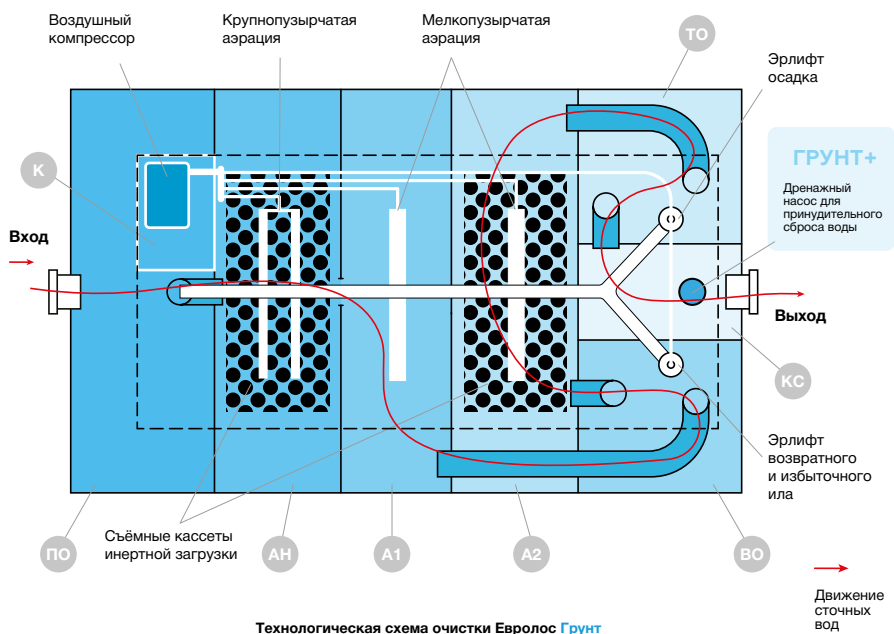 Воздушный
компрессор
Крупнопузырчатая
аэрация
Мелкопузырчатая
аэрация
ТО
Эрлифт
осадка
ГРУНТ+
Дренажный
насос для
принудительного
сброса воды
К
Вход
Выход
КС
Эрлифт
возвратного
и избыточного
ила
ПО
Съёмные кассеты
инертной загрузки
АН
А1
А2
ВО
Движение
сточных
вод
Технологическая схема очистки Евролос Грунт